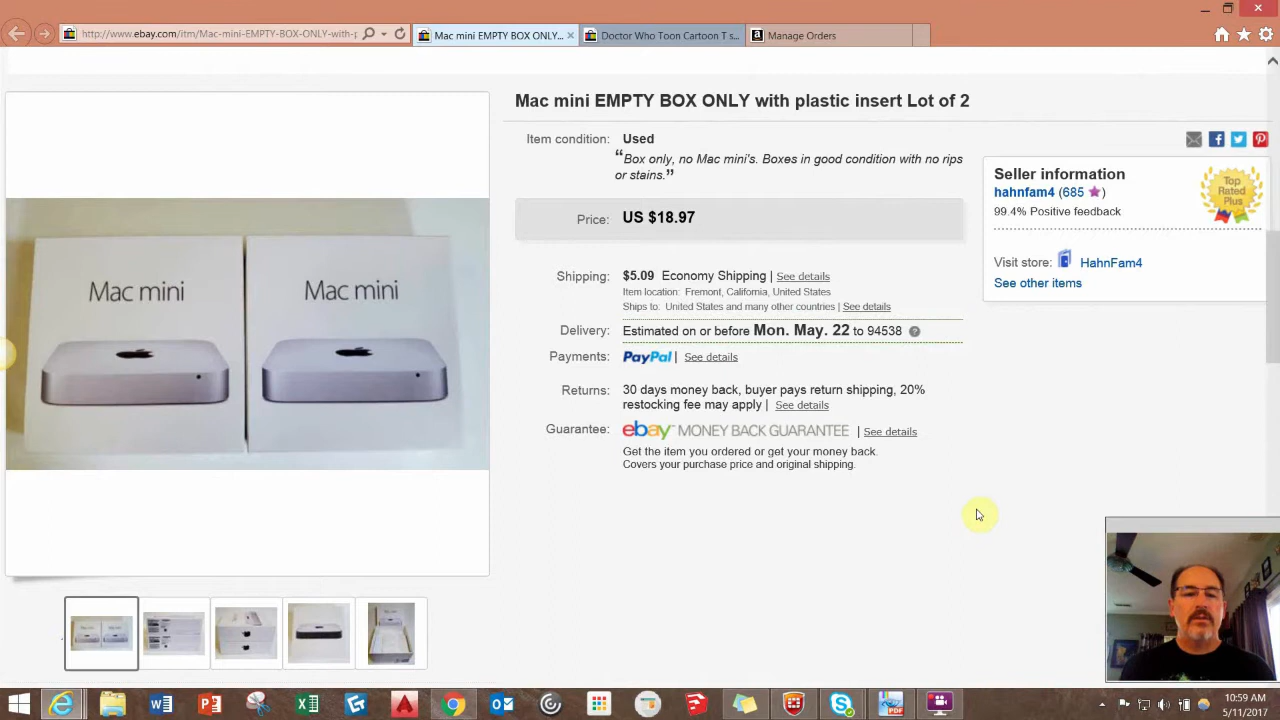 http://www.ebay.com/itm/Mac-mini-EMPTY-BOX-ONLY-with-p
Mac mini EMPTY BOX ONLY...
Doctor Who Toon Cartoon T s...
Manage Orders
Mac mini EMPTY BOX ONLY with plastic insert Lot of 2
Item condition: Used
“Box only, no Mac mini's. Boxes in good condition with no rips
or stains.”
Price: US $18.97
Shipping: $5.09 Economy Shipping | See details
Item location: Fremont, California, United States
Ships to: United States and many other countries | See details
Delivery: Estimated on or before Mon. May. 22 to 94538
Payments: PayPal | See details
Returns: 30 days money back, buyer pays return shipping, 20%
restocking fee may apply | See details
Guarantee: ebay MONEY BACK GUARANTEE | See details
Get the item you ordered or get your money back.
Covers your purchase price and original shipping.
Seller information
hahnfam4 (685 )
99.4% Positive feedback
Top
Rated
Plus
Visit store: HahnFam4
See other items
Mac mini
Mac mini
10:59 AM
5/11/2017